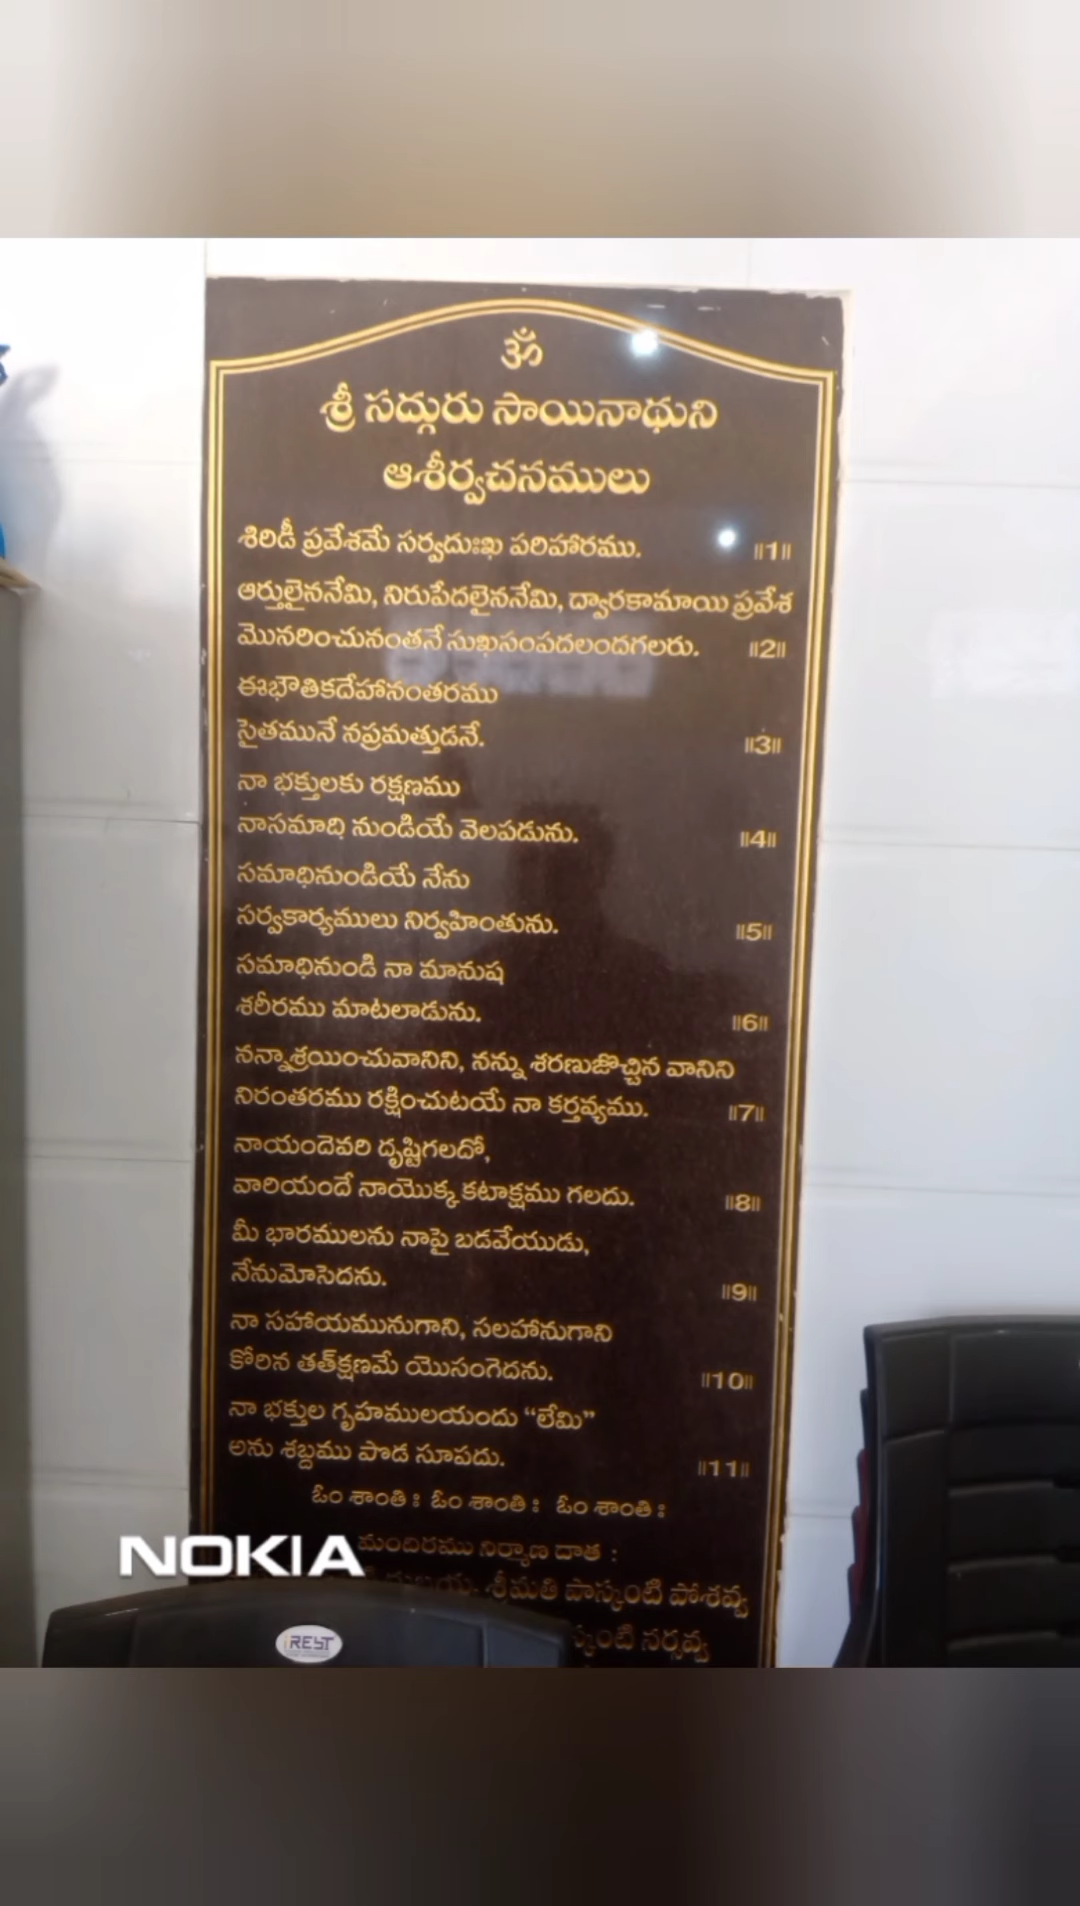 ॐ
శ్రీ సద్గురు సాయినాథుని
ఆశీర్వచనములు
శిరిడీ ప్రవేశమే సర్వదుఃఖ పరిహారము. ॥1॥
ఆర్తులైననేమి, నిరుపేదలైననేమి, ద్వారకామాయి ప్రవేశ
మొనరించునంతనే సుఖసంపదలందగలరు. ॥2॥
ఈభౌతికదేహానంతరము
సైతమునే నప్రమత్తుడనే. ॥3॥
నా భక్తులకు రక్షణము
నాసమాది నుండియే వెలపడును. ॥4॥
సమాధినుండియే నేను
సర్వకార్యములు నిర్వహింతును. ॥5॥
సమాధినుండి నా మానుష
శరీరము మాటలాడును. ॥6॥
నన్నాశ్రయించువానిని, నన్ను శరణుజొచ్చిన వానిని
నిరంతరము రక్షించుటయే నా కర్తవ్యము. ॥7॥
నాయందెవరి దృష్టిగలదో,
వారియందే నాయొక్క కటాక్షము గలదు. ॥8॥
మీ భారములను నాపై బడవేయుడు,
నేనుమోసెదను. ॥9॥
నా సహాయమునుగాని, సలహానుగాని
కోరిన తత్‌క్షణమే యొసంగెదను. ॥10॥
నా భక్తుల గృహములయందు “లేమి”
అను శబ్దము పొడ సూపదు. ॥11॥
ఓం శాంతి : ఓం శాంతి : ఓం శాంతి :
మందిరము నిర్మాణ దాత :
శ్రీమతి పాస్కంటి పోశవ్వ
NOKIA
REST